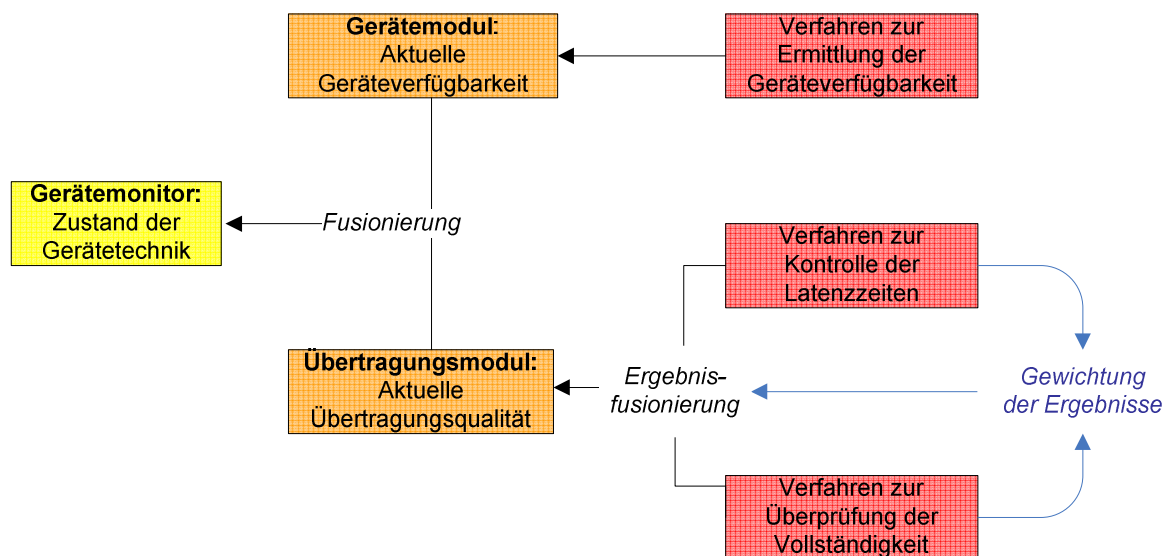 Gerätemodul:
Aktuelle
Geräteverfügbarkeit
Verfahren zur
Ermittlung der
Geräteverfügbarkeit
Gerätemonitor:
Zustand der
Gerätetechnik
Fusionierung
Verfahren zur
Kontrolle der
Latenzzeiten
Übertragungsmodul:
Aktuelle
Übertragungsqualität
Ergebnis-
fusionierung
Gewichtung
der Ergebnisse
Verfahren zur
Überprüfung der
Vollständigkeit